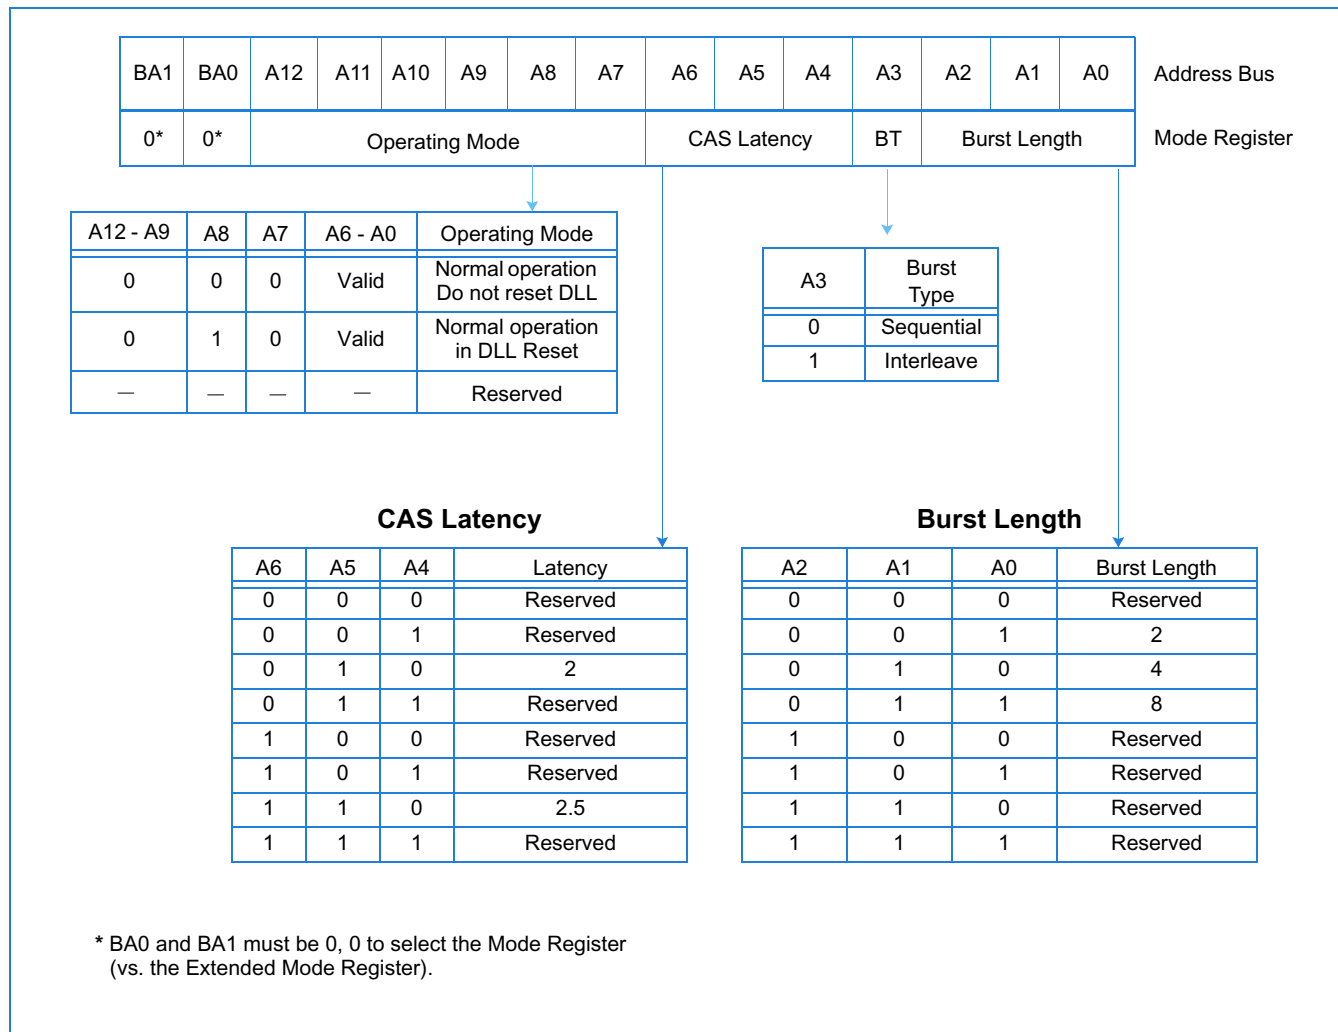 BA1 BA0 A12 A11 A10 A9 A8 A7 A6 A5 A4 A3 A2 A1 A0 Address Bus
0* 0* Operating Mode CAS Latency BT Burst Length Mode Register
A12 - A9 A8 A7 A6 - A0 Operating Mode
0 0 0 Valid Normal operation
Do not reset DLL
0 1 0 Valid Normal operation
in DLL Reset
— — — — Reserved
A3 Burst
Type
0 Sequential
1 Interleave
CAS Latency
A6 A5 A4 Latency
0 0 0 Reserved
0 0 1 Reserved
0 1 0 2
0 1 1 Reserved
1 0 0 Reserved
1 0 1 Reserved
1 1 0 2.5
1 1 1 Reserved
Burst Length
A2 A1 A0 Burst Length
0 0 0 Reserved
0 0 1 2
0 1 0 4
0 1 1 8
1 0 0 Reserved
1 0 1 Reserved
1 1 0 Reserved
1 1 1 Reserved
* BA0 and BA1 must be 0, 0 to select the Mode Register
(vs. the Extended Mode Register).